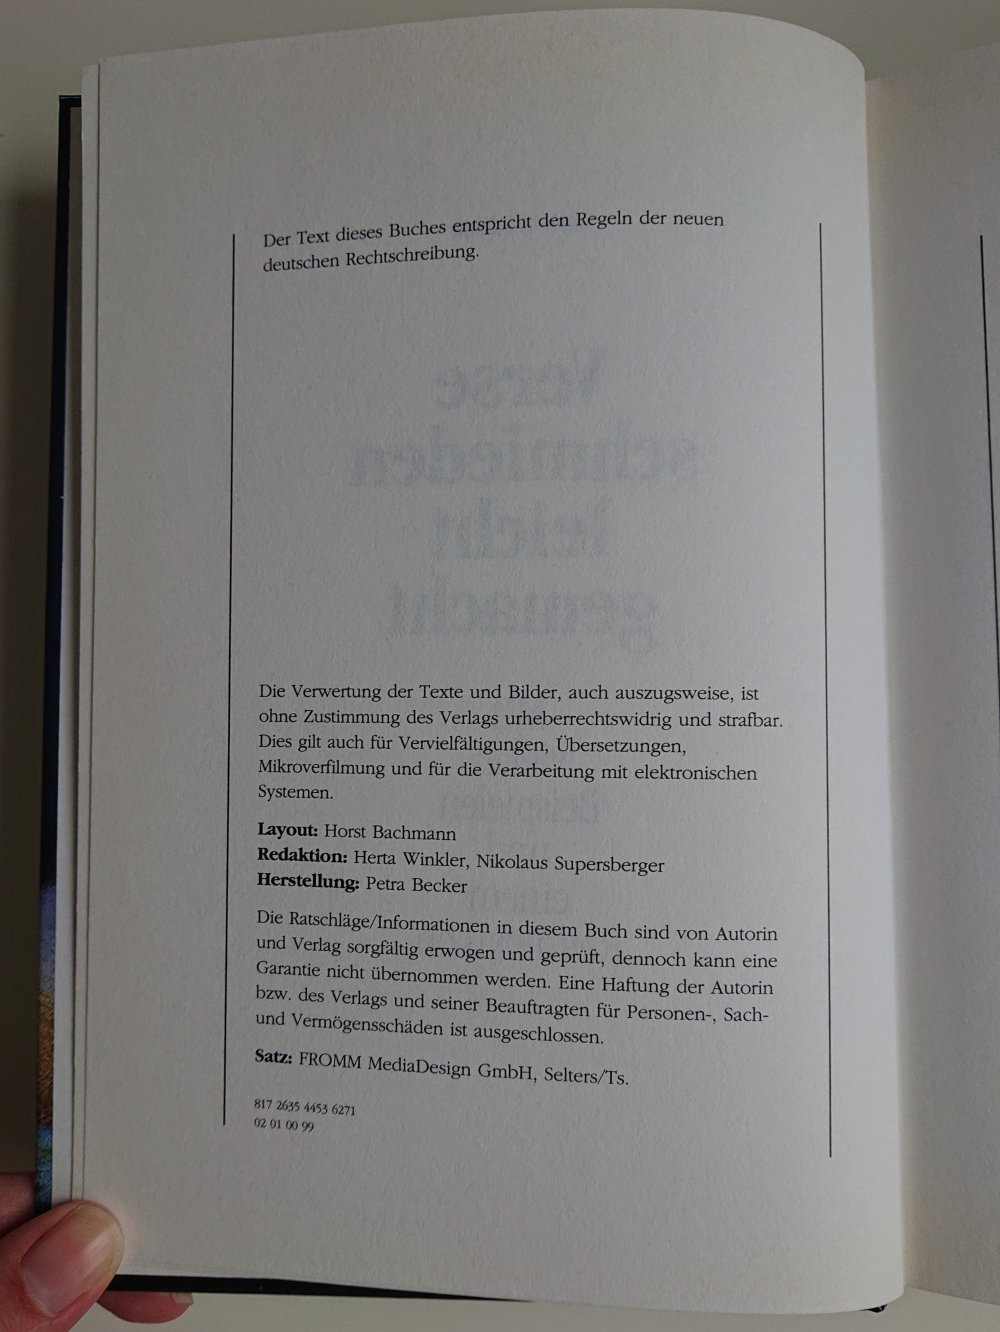 Der Text dieses Buches entspricht den Regeln der neuen
deutschen Rechtschreibung.
Verse
schmieden
leicht
gemacht
Die Verwertung der Texte und Bilder, auch auszugsweise, ist
ohne Zustimmung des Verlags urheberrechtswidrig und strafbar.
Dies gilt auch für Vervielfältigungen, Übersetzungen,
Mikroverfilmung und für die Verarbeitung mit elektronischen
Systemen.
Layout: Horst Bachmann
Redaktion: Herta Winkler, Nikolaus Supersberger
Herstellung: Petra Becker
Die Ratschläge/Informationen in diesem Buch sind von Autorin
und Verlag sorgfältig erwogen und geprüft, dennoch kann eine
Garantie nicht übernommen werden. Eine Haftung der Autorin
bzw. des Verlags und seiner Beauftragten für Personen-, Sach-
und Vermögensschäden ist ausgeschlossen.
Satz: FROMM MediaDesign GmbH, Selters/Ts.
817 2635 4453 6271
02 01 00 99